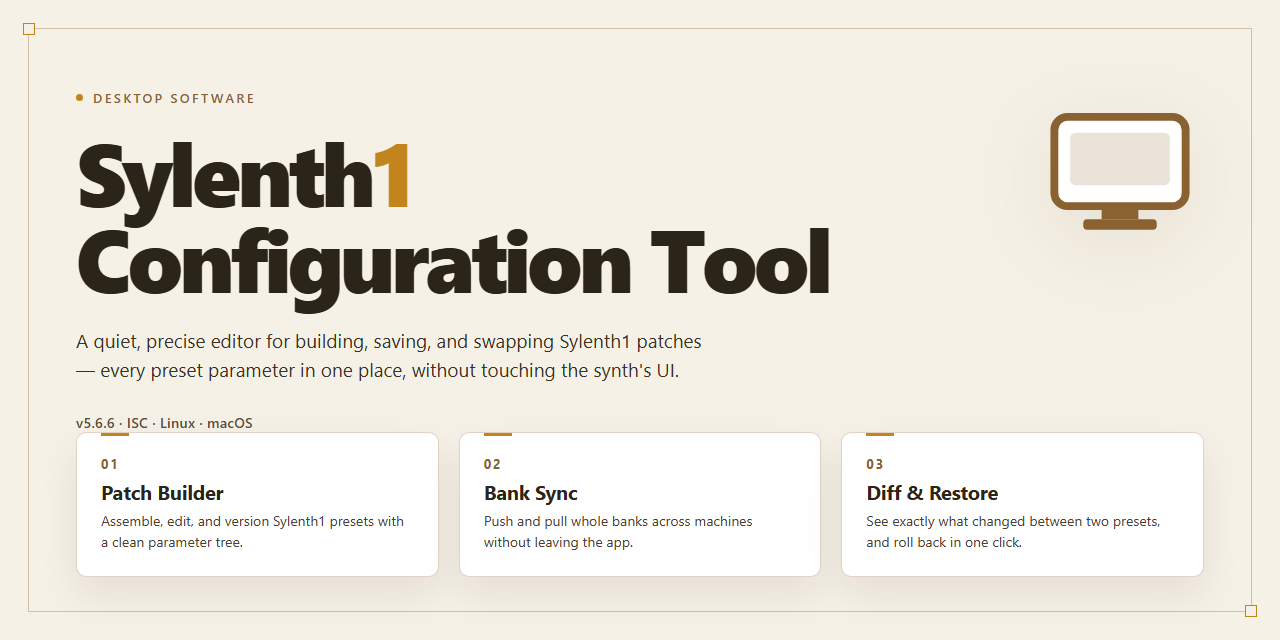 DESKTOP SOFTWARE
Sylenth1
Configuration Tool
A quiet, precise editor for building, saving, and swapping Sylenth1 patches
— every preset parameter in one place, without touching the synth's UI.
v5.6.6 · ISC · Linux · macOS
01
Patch Builder
Assemble, edit, and version Sylenth1 presets with
a clean parameter tree.
02
Bank Sync
Push and pull whole banks across machines
without leaving the app.
03
Diff & Restore
See exactly what changed between two presets,
and roll back in one click.